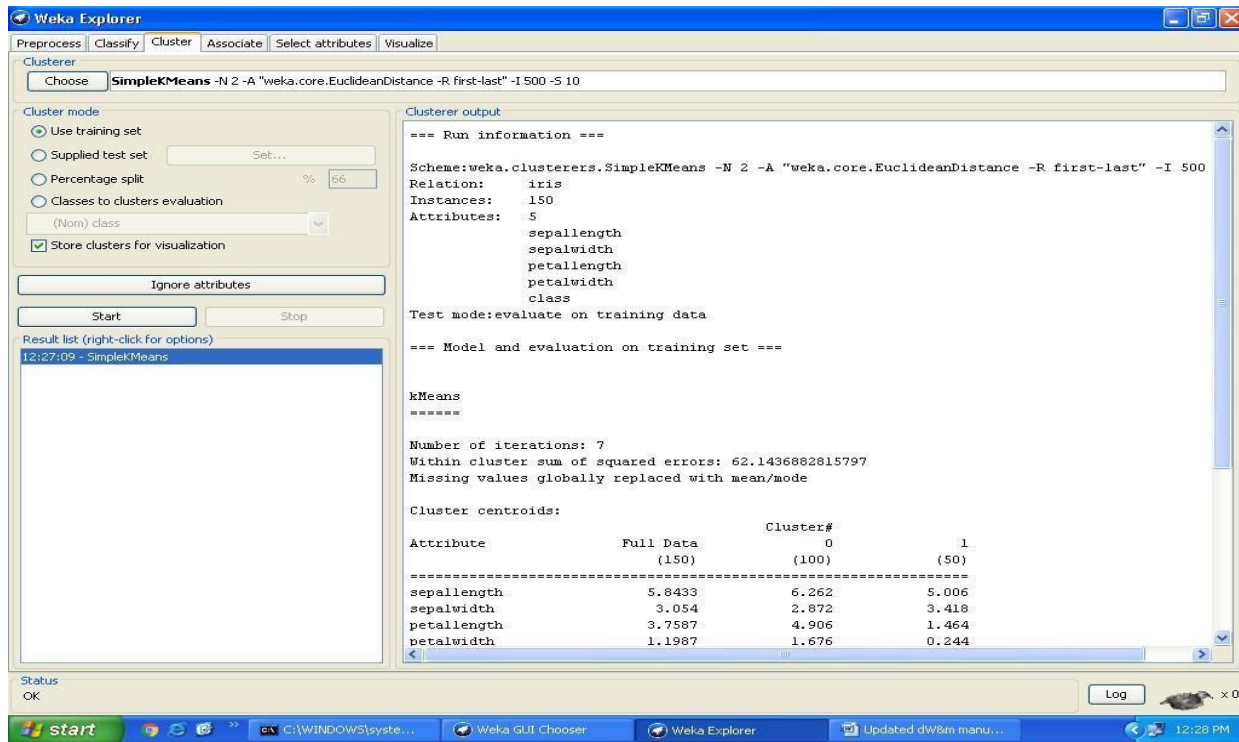 Weka Explorer
Preprocess Classify Cluster Associate Select attributes Visualize
Clusterer
Choose SimpleKMeans -N 2 -A "weka.core.EuclideanDistance -R first-last" -I 500 -S 10
Cluster mode
Use training set
Supplied test set Set...
Percentage split % 66
Classes to clusters evaluation
(Nom) class
Store clusters for visualization
Ignore attributes
Start Stop
Result list (right-click for options)
12:27:09 - SimpleKMeans
Clusterer output
=== Run information ===
Scheme:weka.clusterers.SimpleKMeans -N 2 -A "weka.core.EuclideanDistance -R first-last" -I 500
Relation: iris
Instances: 150
Attributes: 5
sepallength
sepalwidth
petallength
petalwidth
class
Test mode:evaluate on training data
=== Model and evaluation on training set ===
kMeans
======
Number of iterations: 7
Within cluster sum of squared errors: 62.1436882815797
Missing values globally replaced with mean/mode
Cluster centroids:
Cluster#
Attribute Full Data 0 1
(150) (100) (50)
==================================================================
sepallength 5.8433 6.262 5.006
sepalwidth 3.054 2.872 3.418
petallength 3.7587 4.906 1.464
petalwidth 1.1987 1.676 0.244
Status
OK
Log x 0
start C:\WINDOWS\syste... Weka GUI Chooser Weka Explorer Updated dW&m manu... 12:28 PM